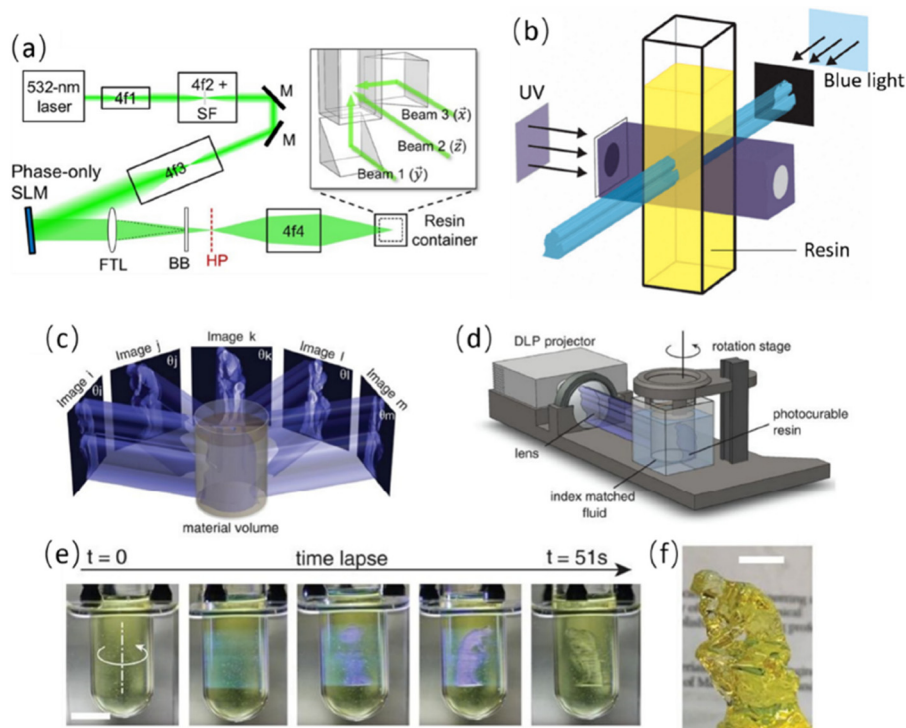 (a)
532-nm
laser
4f1
4f2 +
SF
M
M
Phase-only
SLM
4f3
FTL
BB
HP
4f4
Resin
container
Beam 3 (x⃗)
Beam 2 (z⃗)
Beam 1 (y⃗)
(b)
UV
Blue light
Resin
(c)
Image i
Image j
Image k
Image l
Image m
θi
θj
θk
θl
θm
material volume
(d)
DLP projector
rotation stage
lens
photocurable
resin
index matched
fluid
(e)
t = 0
time lapse
t = 51s
(f)